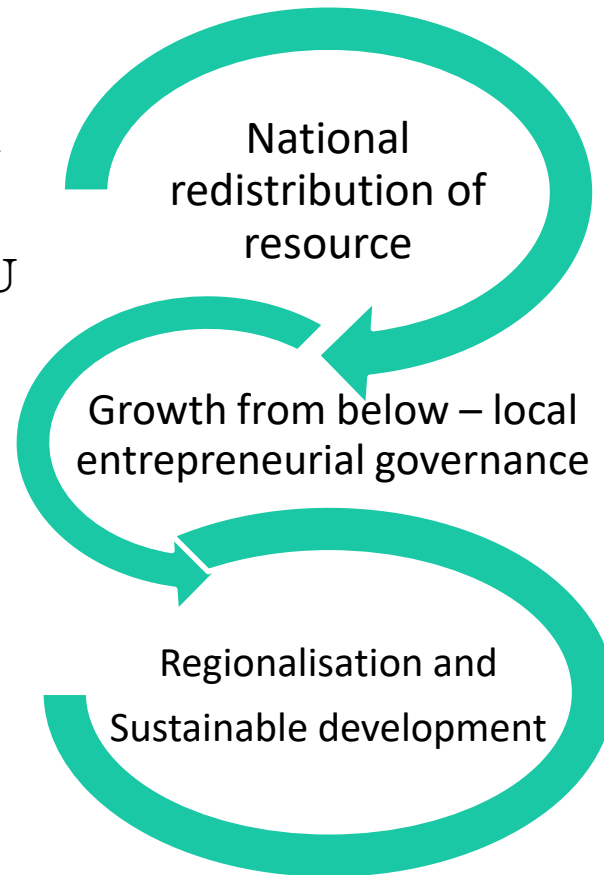 National
redistribution of
resource
U
Growth from below – local
entrepreneurial governance
Regionalisation and
Sustainable development